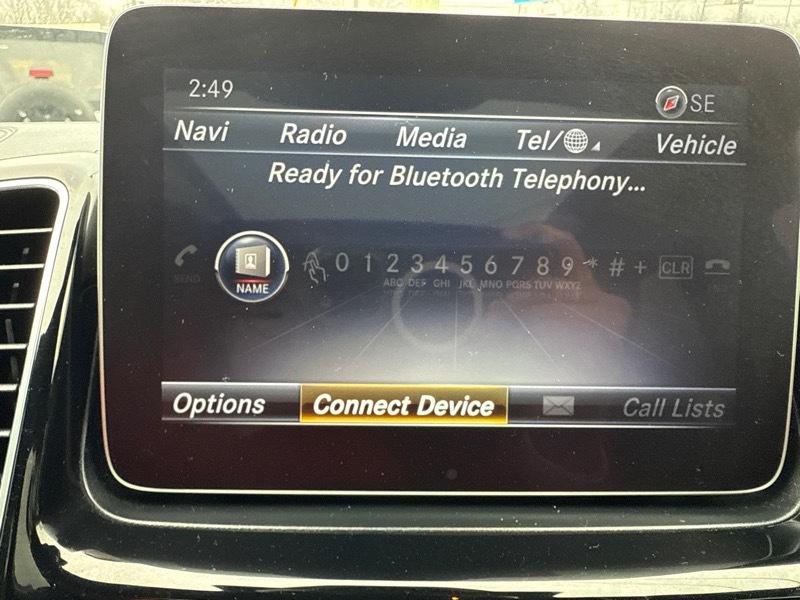 2:49 SE
Navi Radio Media Tel/ Vehicle
Ready for Bluetooth Telephony...
SEND NAME 0 1 2 3 4 5 6 7 8 9 * # + CLR
ABC DEF GHI JKL MNO PQRS TUV WXYZ
Options Connect Device Call Lists